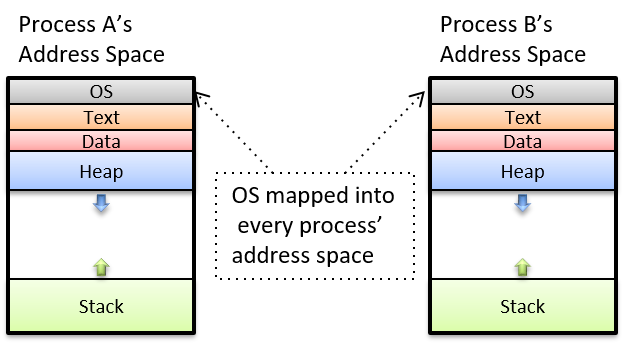 Process A's
Address Space
Process B's
Address Space
OS
Text
Data
Heap
Stack
OS mapped into
every process'
address space
OS
Text
Data
Heap
Stack